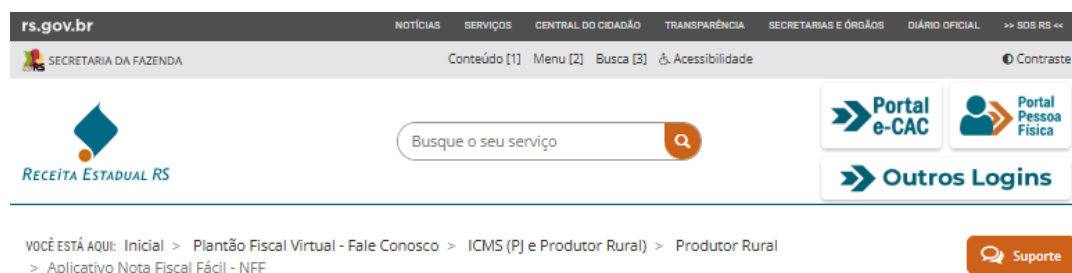 rs.gov.br NOTÍCIAS SERVIÇOS CENTRAL DO CIDADÃO TRANSPARÊNCIA SECRETARIAS E ÓRGÃOS DIÁRIO OFICIAL >> SOS RS <<
RS SECRETARIA DA FAZENDA Conteúdo [1] Menu [2] Busca [3] Acessibilidade Contraste
Portal e-CAC
Portal Pessoa Física
Busque o seu serviço
RECEITA ESTADUAL RS
Outros Logins
VOCÊ ESTÁ AQUI: Inicial > Plantão Fiscal Virtual - Fale Conosco > ICMS (PJ e Produtor Rural) > Produtor Rural
> Aplicativo Nota Fiscal Fácil - NFF
Suporte